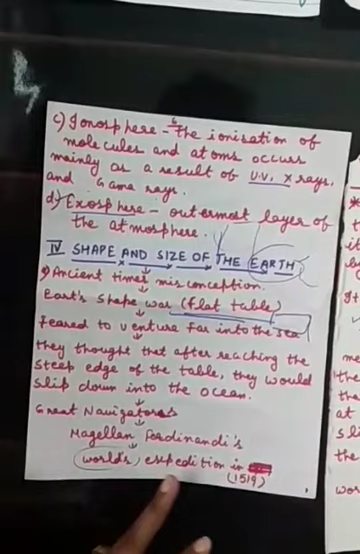 c) Ionosphere - the ionisation of
molecules and atoms occurs
mainly as a result of U.V, X rays,
and Game rays.
d) Exosphere - outermost layer of
the atmosphere.
IV SHAPE AND SIZE OF THE EARTH
Ancient times misconception.
Eart's shape was (flat table)
feared to venture far into the sea
they thought that after reaching the
steep edge of the table, they would
slip down into the ocean.
Great Navigators
Magellan Ferdinandi's
world's, expedition in
(1519)